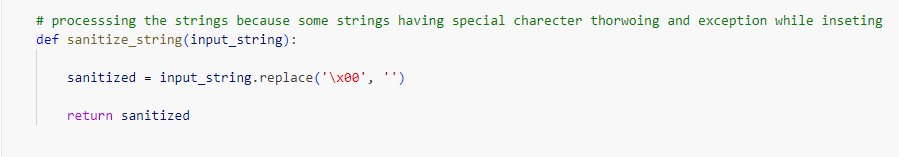 # processsing the strings because some strings having special charecter thorwoing and exception while inseting
def sanitize_string(input_string):
sanitized = input_string.replace('\x00', '')
return sanitized